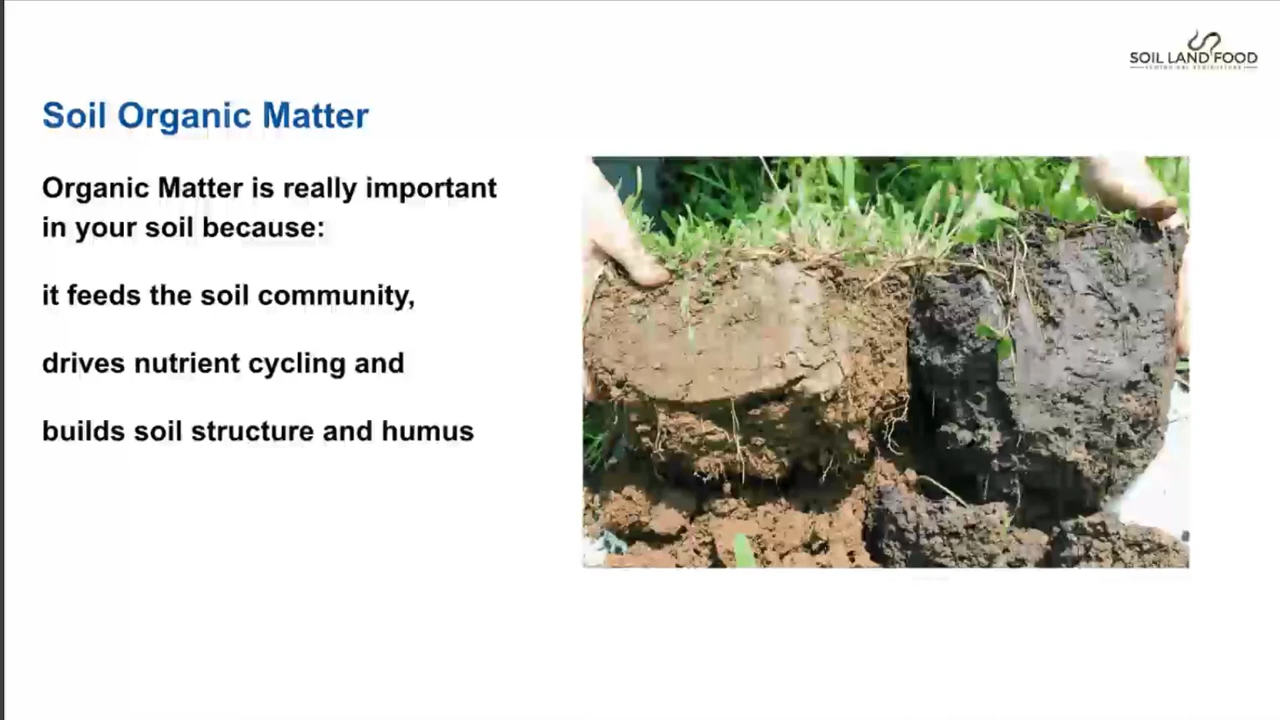 SOIL LAND FOOD
Soil Organic Matter
Organic Matter is really important
in your soil because:
it feeds the soil community,
drives nutrient cycling and
builds soil structure and humus